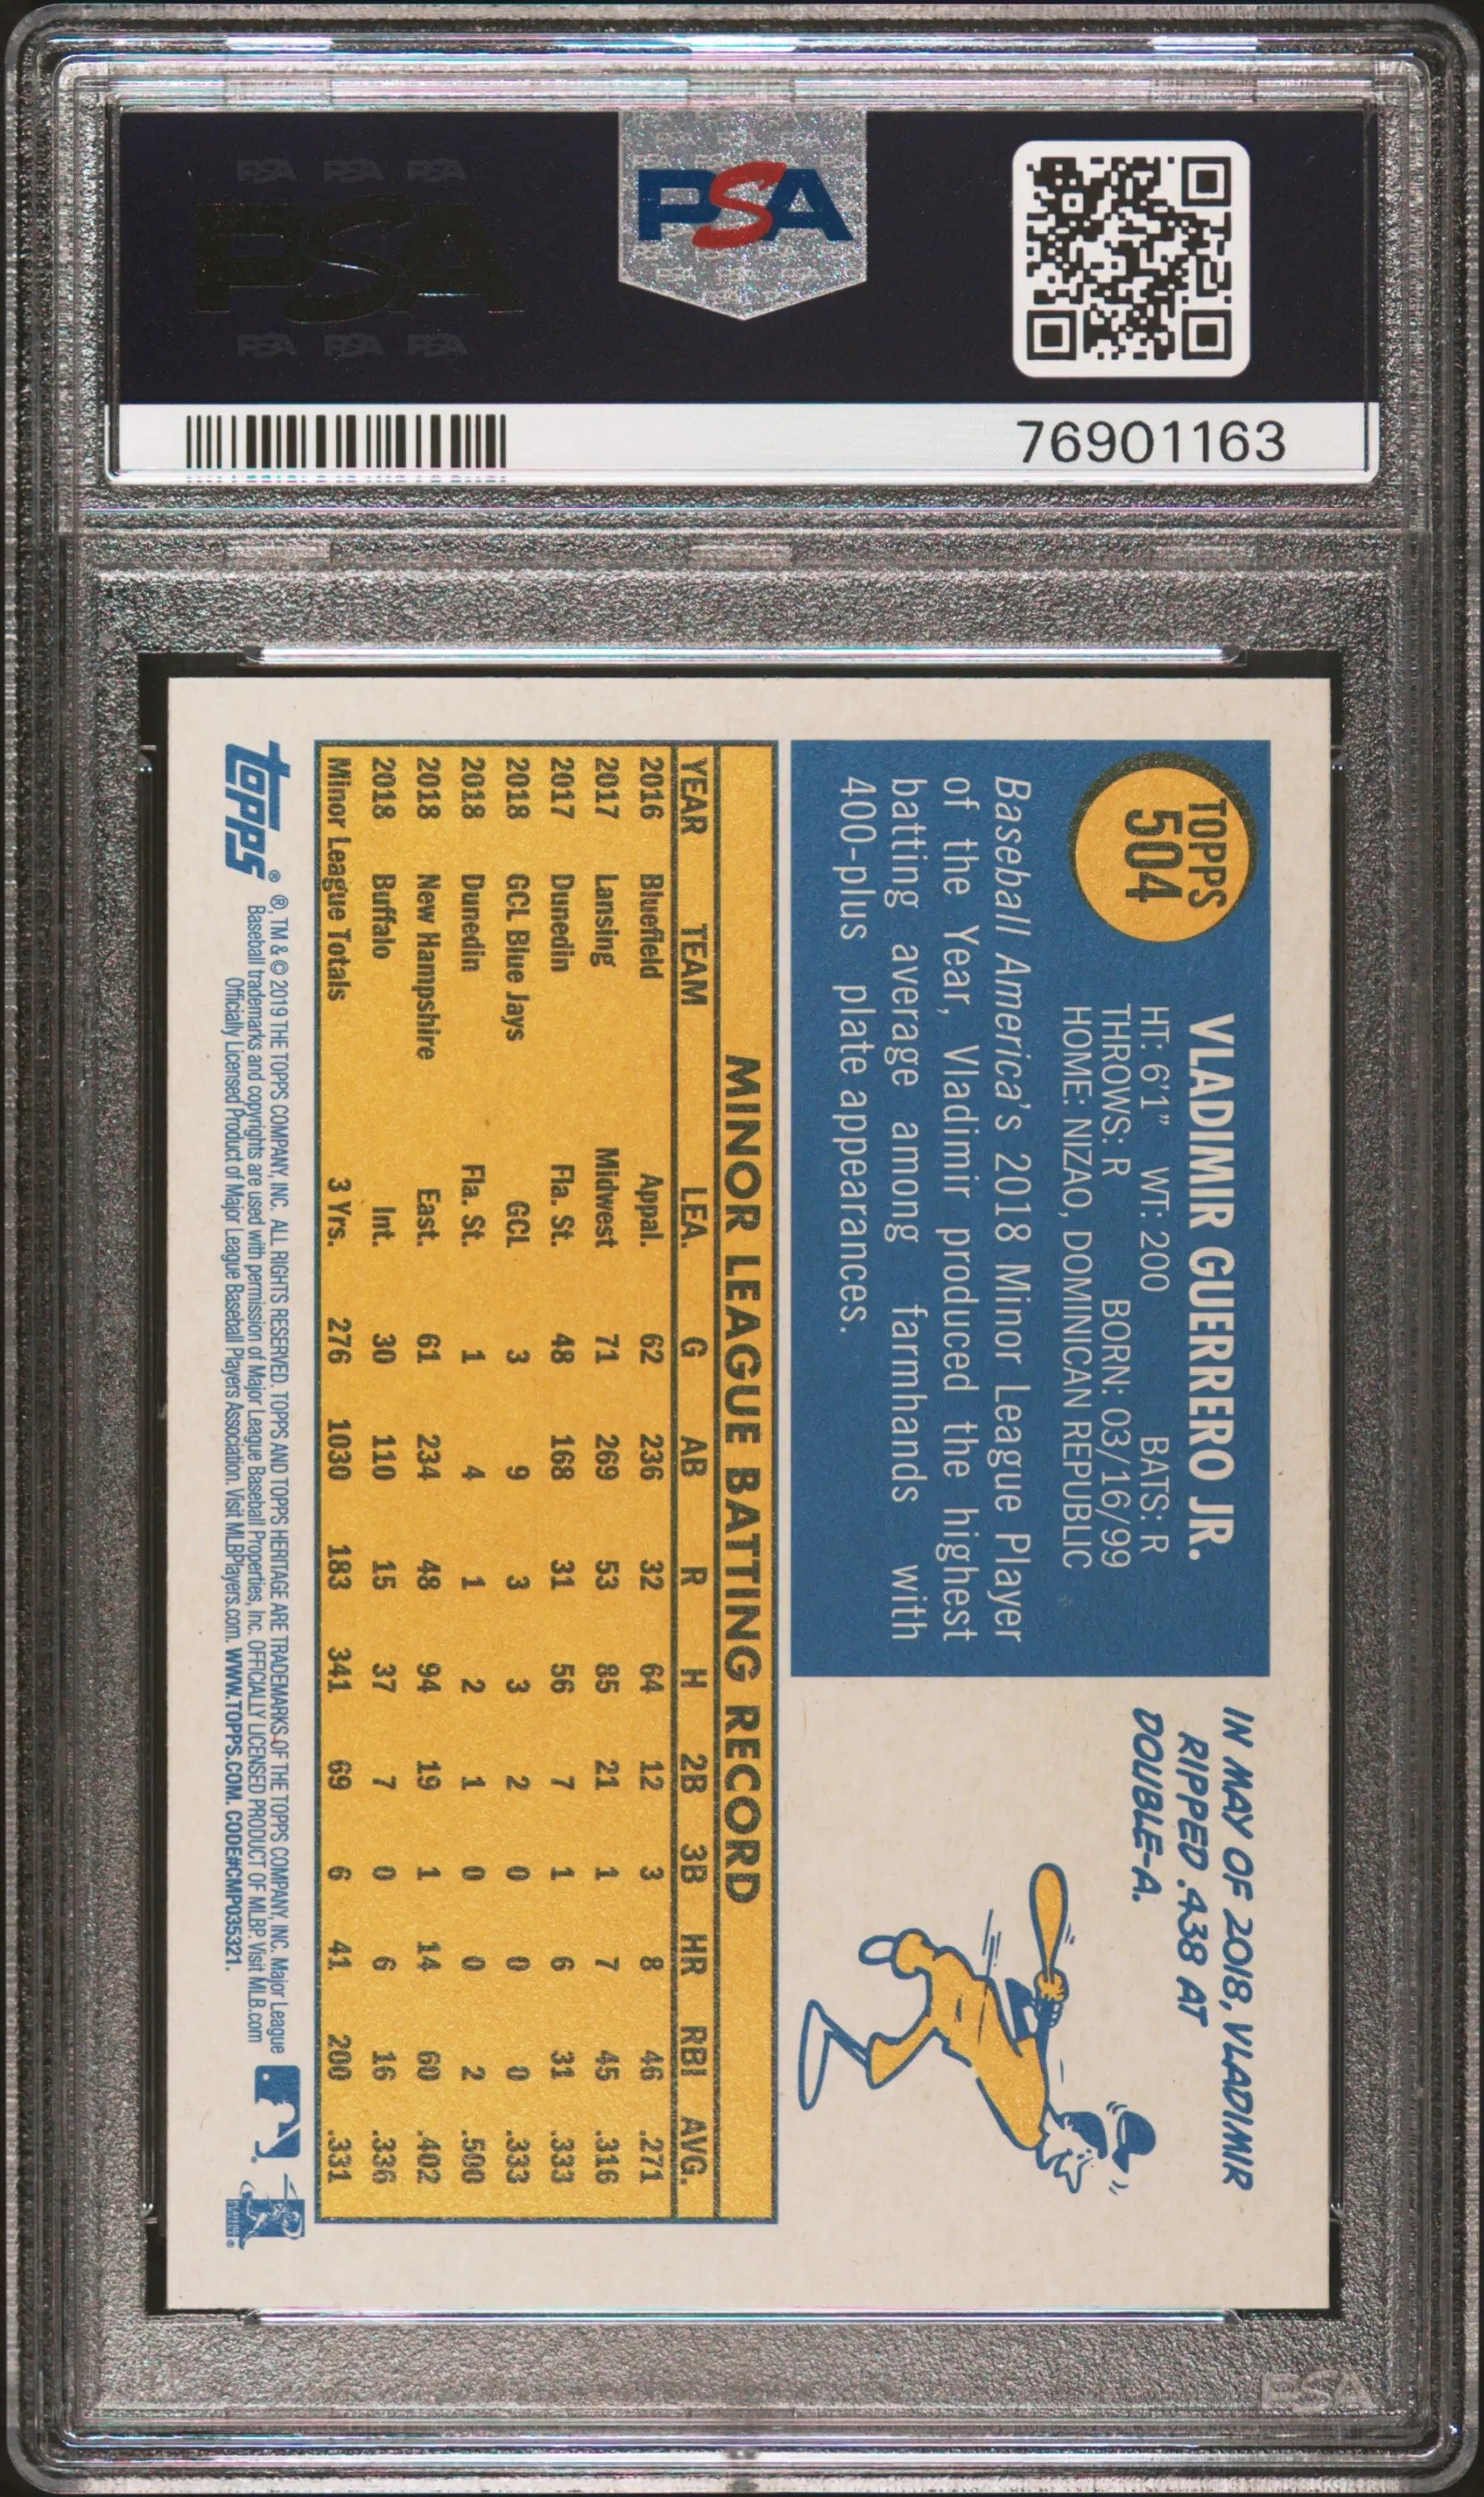 PSA PSA PSA
PSA
PSA PSA PSA
PSA
76901163
TOPPS
504
VLADIMIR GUERRERO JR.
HT: 6'1" WT: 200 BATS: R
THROWS: R BORN: 03/16/99
HOME: NIZAO, DOMINICAN REPUBLIC
Baseball America's 2018 Minor League Player
of the Year, Vladimir produced the highest
batting average among farmhands with
400-plus plate appearances.
IN MAY OF 2018, VLADIMIR
RIPPED .438 AT
DOUBLE-A.
MINOR LEAGUE BATTING RECORD
YEAR TEAM LEA. G AB R H 2B 3B HR RBI AVG.
2016 Bluefield Appal. 62 236 32 64 12 3 8 46 .271
2017 Lansing Midwest 71 269 53 85 21 1 7 45 .316
2017 Dunedin Fla. St. 48 168 31 56 7 1 6 31 .333
2018 GCL Blue Jays GCL 3 9 3 3 2 0 0 0 .333
2018 Dunedin Fla. St. 1 4 1 2 1 0 0 2 .500
2018 New Hampshire East. 61 234 48 94 19 1 14 60 .402
2018 Buffalo Int. 30 110 15 37 7 0 6 16 .336
Minor League Totals 3 Yrs. 276 1030 183 341 69 6 41 200 .331
topps®
®, TM & © 2019 THE TOPPS COMPANY, INC. ALL RIGHTS RESERVED. TOPPS AND TOPPS HERITAGE ARE TRADEMARKS OF THE TOPPS COMPANY, INC. Major League
Baseball trademarks and copyrights are used with permission of Major League Baseball Properties, Inc. OFFICIALLY LICENSED PRODUCT OF MLBP. Visit MLB.com
Officially Licensed Product of Major League Baseball Players Association. Visit MLBPlayers.com. WWW.TOPPS.COM. CODE#CMP035321.
PSA